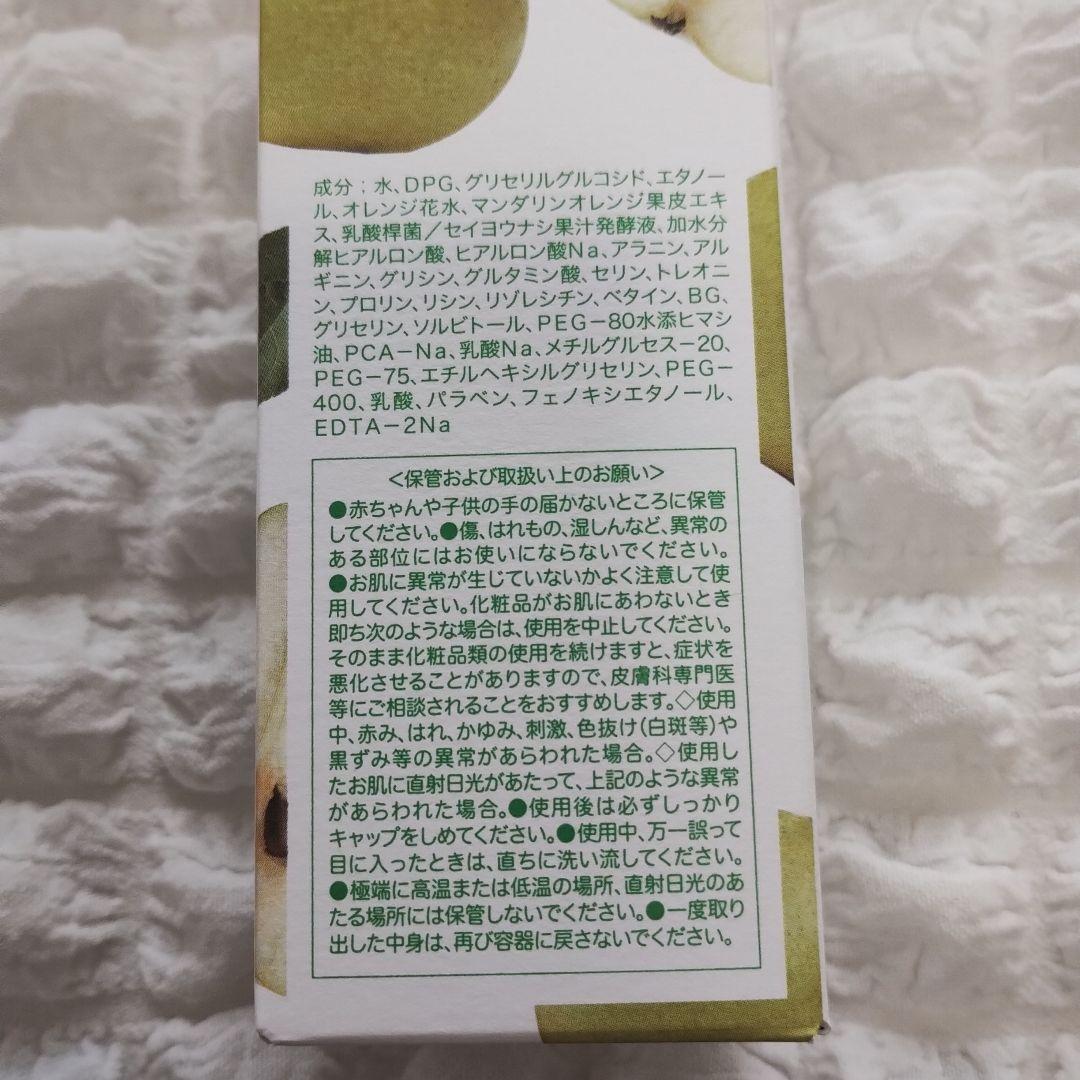 成分；水、DPG、グリセリルグルコシド、エタノー
ル、オレンジ花水、マンダリンオレンジ果皮エキ
ス、乳酸桿菌／セイヨウナシ果汁発酵液、加水分
解ヒアルロン酸、ヒアルロン酸Na、アラニン、アル
ギニン、グリシン、グルタミン酸、セリン、トレオニ
ン、プロリン、リシン、リゾレシチン、ベタイン、BG、
グリセリン、ソルビトール、PEG－80水添ヒマシ
油、PCA－Na、乳酸Na、メチルグルセス－20、
PEG－75、エチルヘキシルグリセリン、PEG－
400、乳酸、パラベン、フェノキシエタノール、
EDTA－2Na
＜保管および取扱い上のお願い＞
●赤ちゃんや子供の手の届かないところに保管
してください。●傷、はれもの、湿しんなど、異常の
ある部位にはお使いにならないでください。
●お肌に異常が生じていないかよく注意して使
用してください。化粧品がお肌にあわないとき
即ち次のような場合は、使用を中止してください。
そのまま化粧品類の使用を続けますと、症状を
悪化させることがありますので、皮膚科専門医
等にご相談されることをおすすめします。◇使用
中、赤み、はれ、かゆみ、刺激、色抜け（白斑等）や
黒ずみ等の異常があらわれた場合。◇使用し
たお肌に直射日光があたって、上記のような異常
があらわれた場合。●使用後は必ずしっかり
キャップをしめてください。●使用中、万一誤って
目に入ったときは、直ちに洗い流してください。
●極端に高温または低温の場所、直射日光のあ
たる場所には保管しないでください。●一度取り
出した中身は、再び容器に戻さないでください。